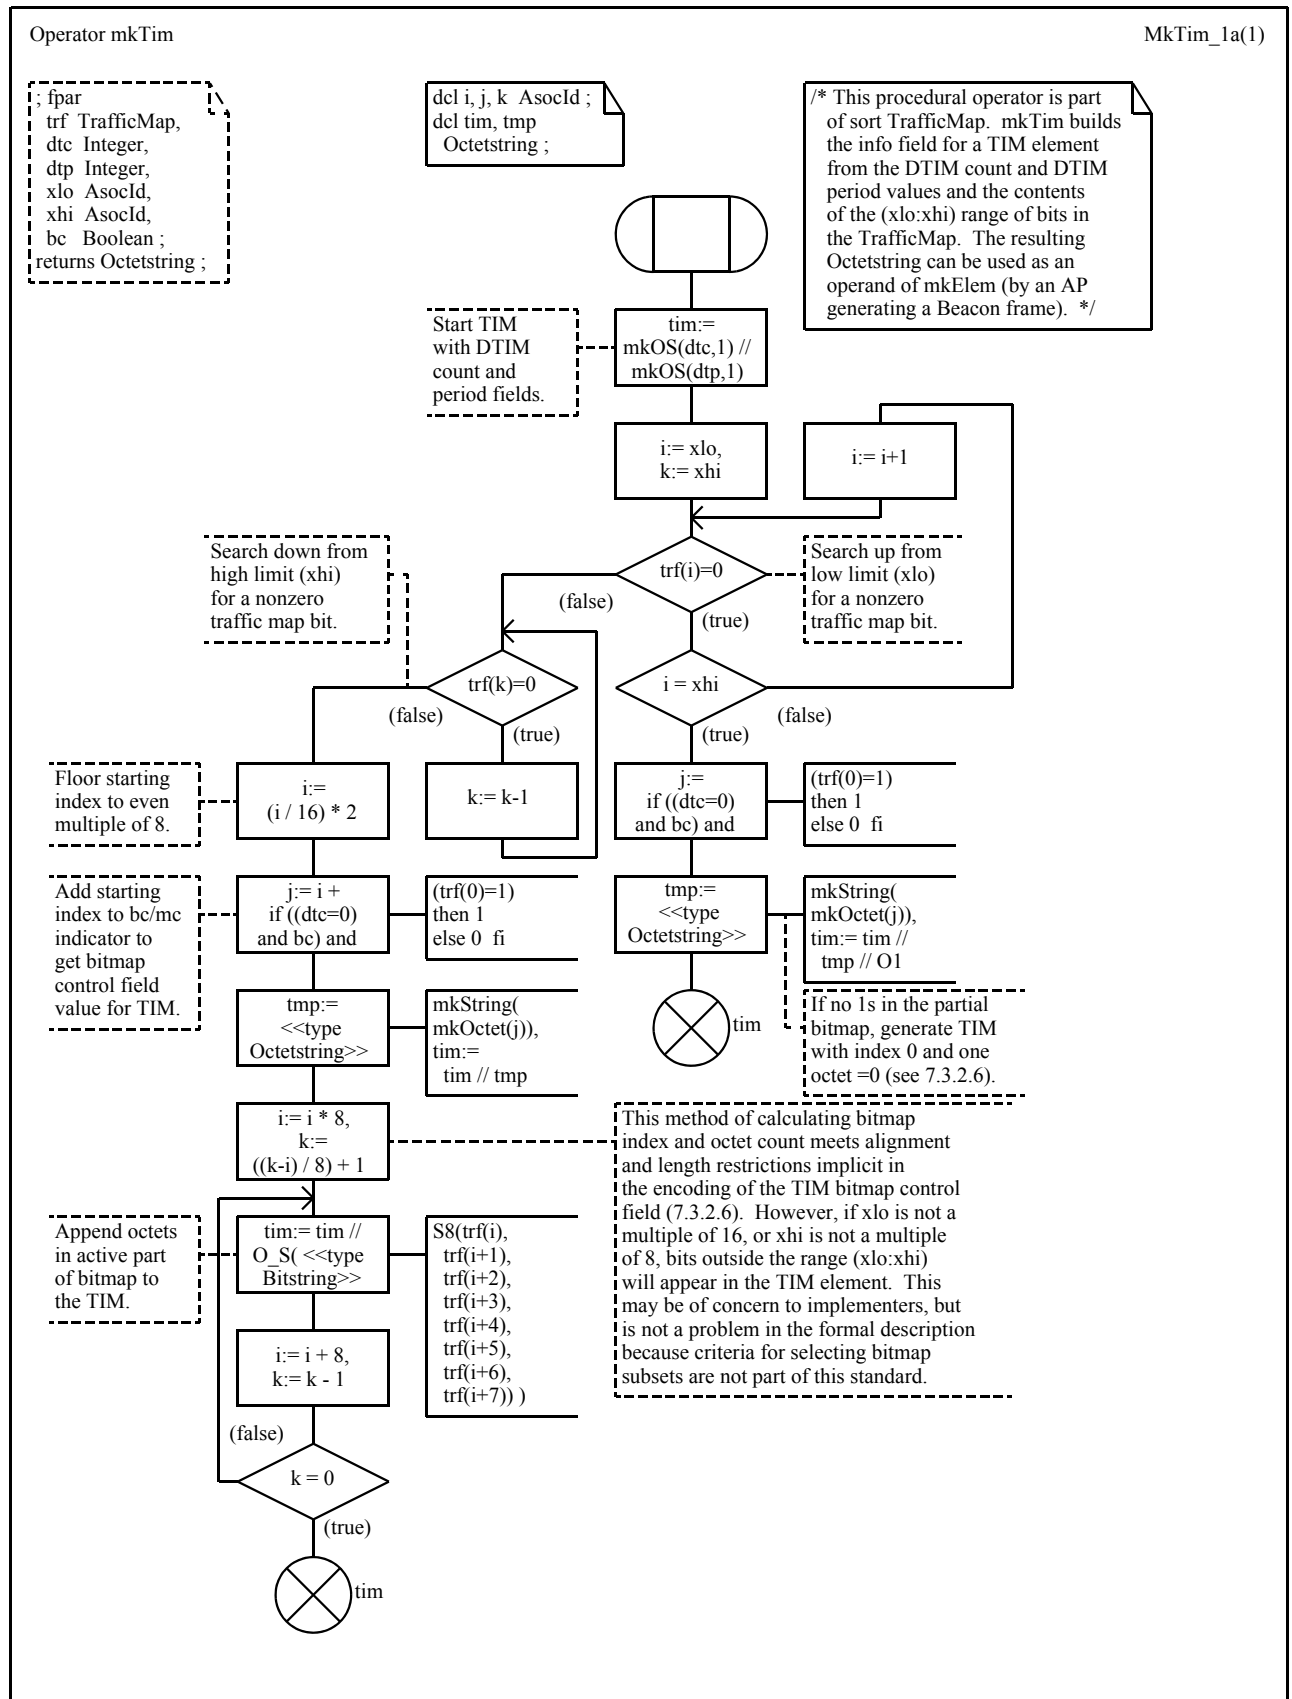 Operator mkTim
MkTim_1a(1)
; fpar
trf TrafficMap,
dtc Integer,
dtp Integer,
xlo AsocId,
xhi AsocId,
bc Boolean ;
returns Octetstring ;
dcl i, j, k AsocId ;
dcl tim, tmp
Octetstring ;
/* This procedural operator is part
of sort TrafficMap. mkTim builds
the info field for a TIM element
from the DTIM count and DTIM
period values and the contents
of the (xlo:xhi) range of bits in
the TrafficMap. The resulting
Octetstring can be used as an
operand of mkElem (by an AP
generating a Beacon frame). */
Start TIM
with DTIM
count and
period fields.
tim:=
mkOS(dtc,1) //
mkOS(dtp,1)
i:= xlo,
k:= xhi
i:= i+1
Search down from
high limit (xhi)
for a nonzero
traffic map bit.
trf(i)=0
(false)
(true)
Search up from
low limit (xlo)
for a nonzero
traffic map bit.
trf(k)=0
(false)
(true)
i = xhi
(false)
(true)
Floor starting
index to even
multiple of 8.
i:=
(i / 16) * 2
k:= k-1
j:=
if ((dtc=0)
and bc) and
(trf(0)=1)
then 1
else 0 fi
Add starting
index to bc/mc
indicator to
get bitmap
control field
value for TIM.
j:= i +
if ((dtc=0)
and bc) and
(trf(0)=1)
then 1
else 0 fi
tmp:=
<<type
Octetstring>>
mkString(
mkOctet(j)),
tim:= tim //
tmp // O1
tim
If no 1s in the partial
bitmap, generate TIM
with index 0 and one
octet =0 (see 7.3.2.6).
tmp:=
<<type
Octetstring>>
mkString(
mkOctet(j)),
tim:=
tim // tmp
i:= i * 8,
k:=
((k-i) / 8) + 1
This method of calculating bitmap
index and octet count meets alignment
and length restrictions implicit in
the encoding of the TIM bitmap control
field (7.3.2.6). However, if xlo is not a
multiple of 16, or xhi is not a multiple
of 8, bits outside the range (xlo:xhi)
will appear in the TIM element. This
may be of concern to implementers, but
is not a problem in the formal description
because criteria for selecting bitmap
subsets are not part of this standard.
Append octets
in active part
of bitmap to
the TIM.
tim:= tim //
O_S( <<type
Bitstring>>
S8(trf(i),
trf(i+1),
trf(i+2),
trf(i+3),
trf(i+4),
trf(i+5),
trf(i+6),
trf(i+7)) )
i:= i + 8,
k:= k - 1
(false)
k = 0
(true)
tim